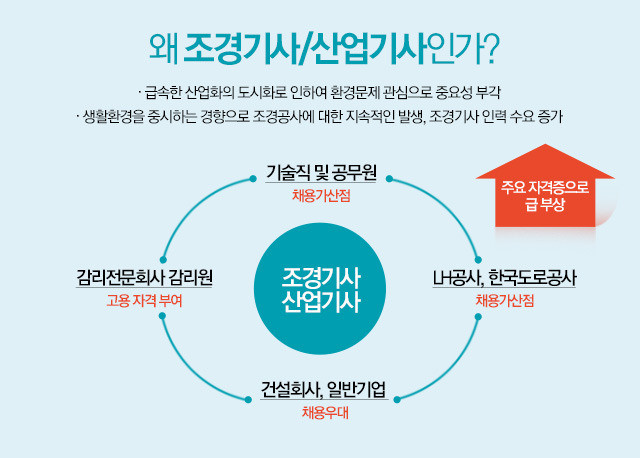 왜 조경기사/산업기사인가?
· 급속한 산업화의 도시화로 인하여 환경문제 관심으로 중요성 부각
· 생활환경을 중시하는 경향으로 조경공사에 대한 지속적인 발생, 조경기사 인력 수요 증가
주요 자격증으로
급 부상
기술직 및 공무원
채용가산점
감리전문회사 감리원
고용 자격 부여
조경기사
산업기사
LH공사, 한국도로공사
채용가산점
건설회사, 일반기업
채용우대